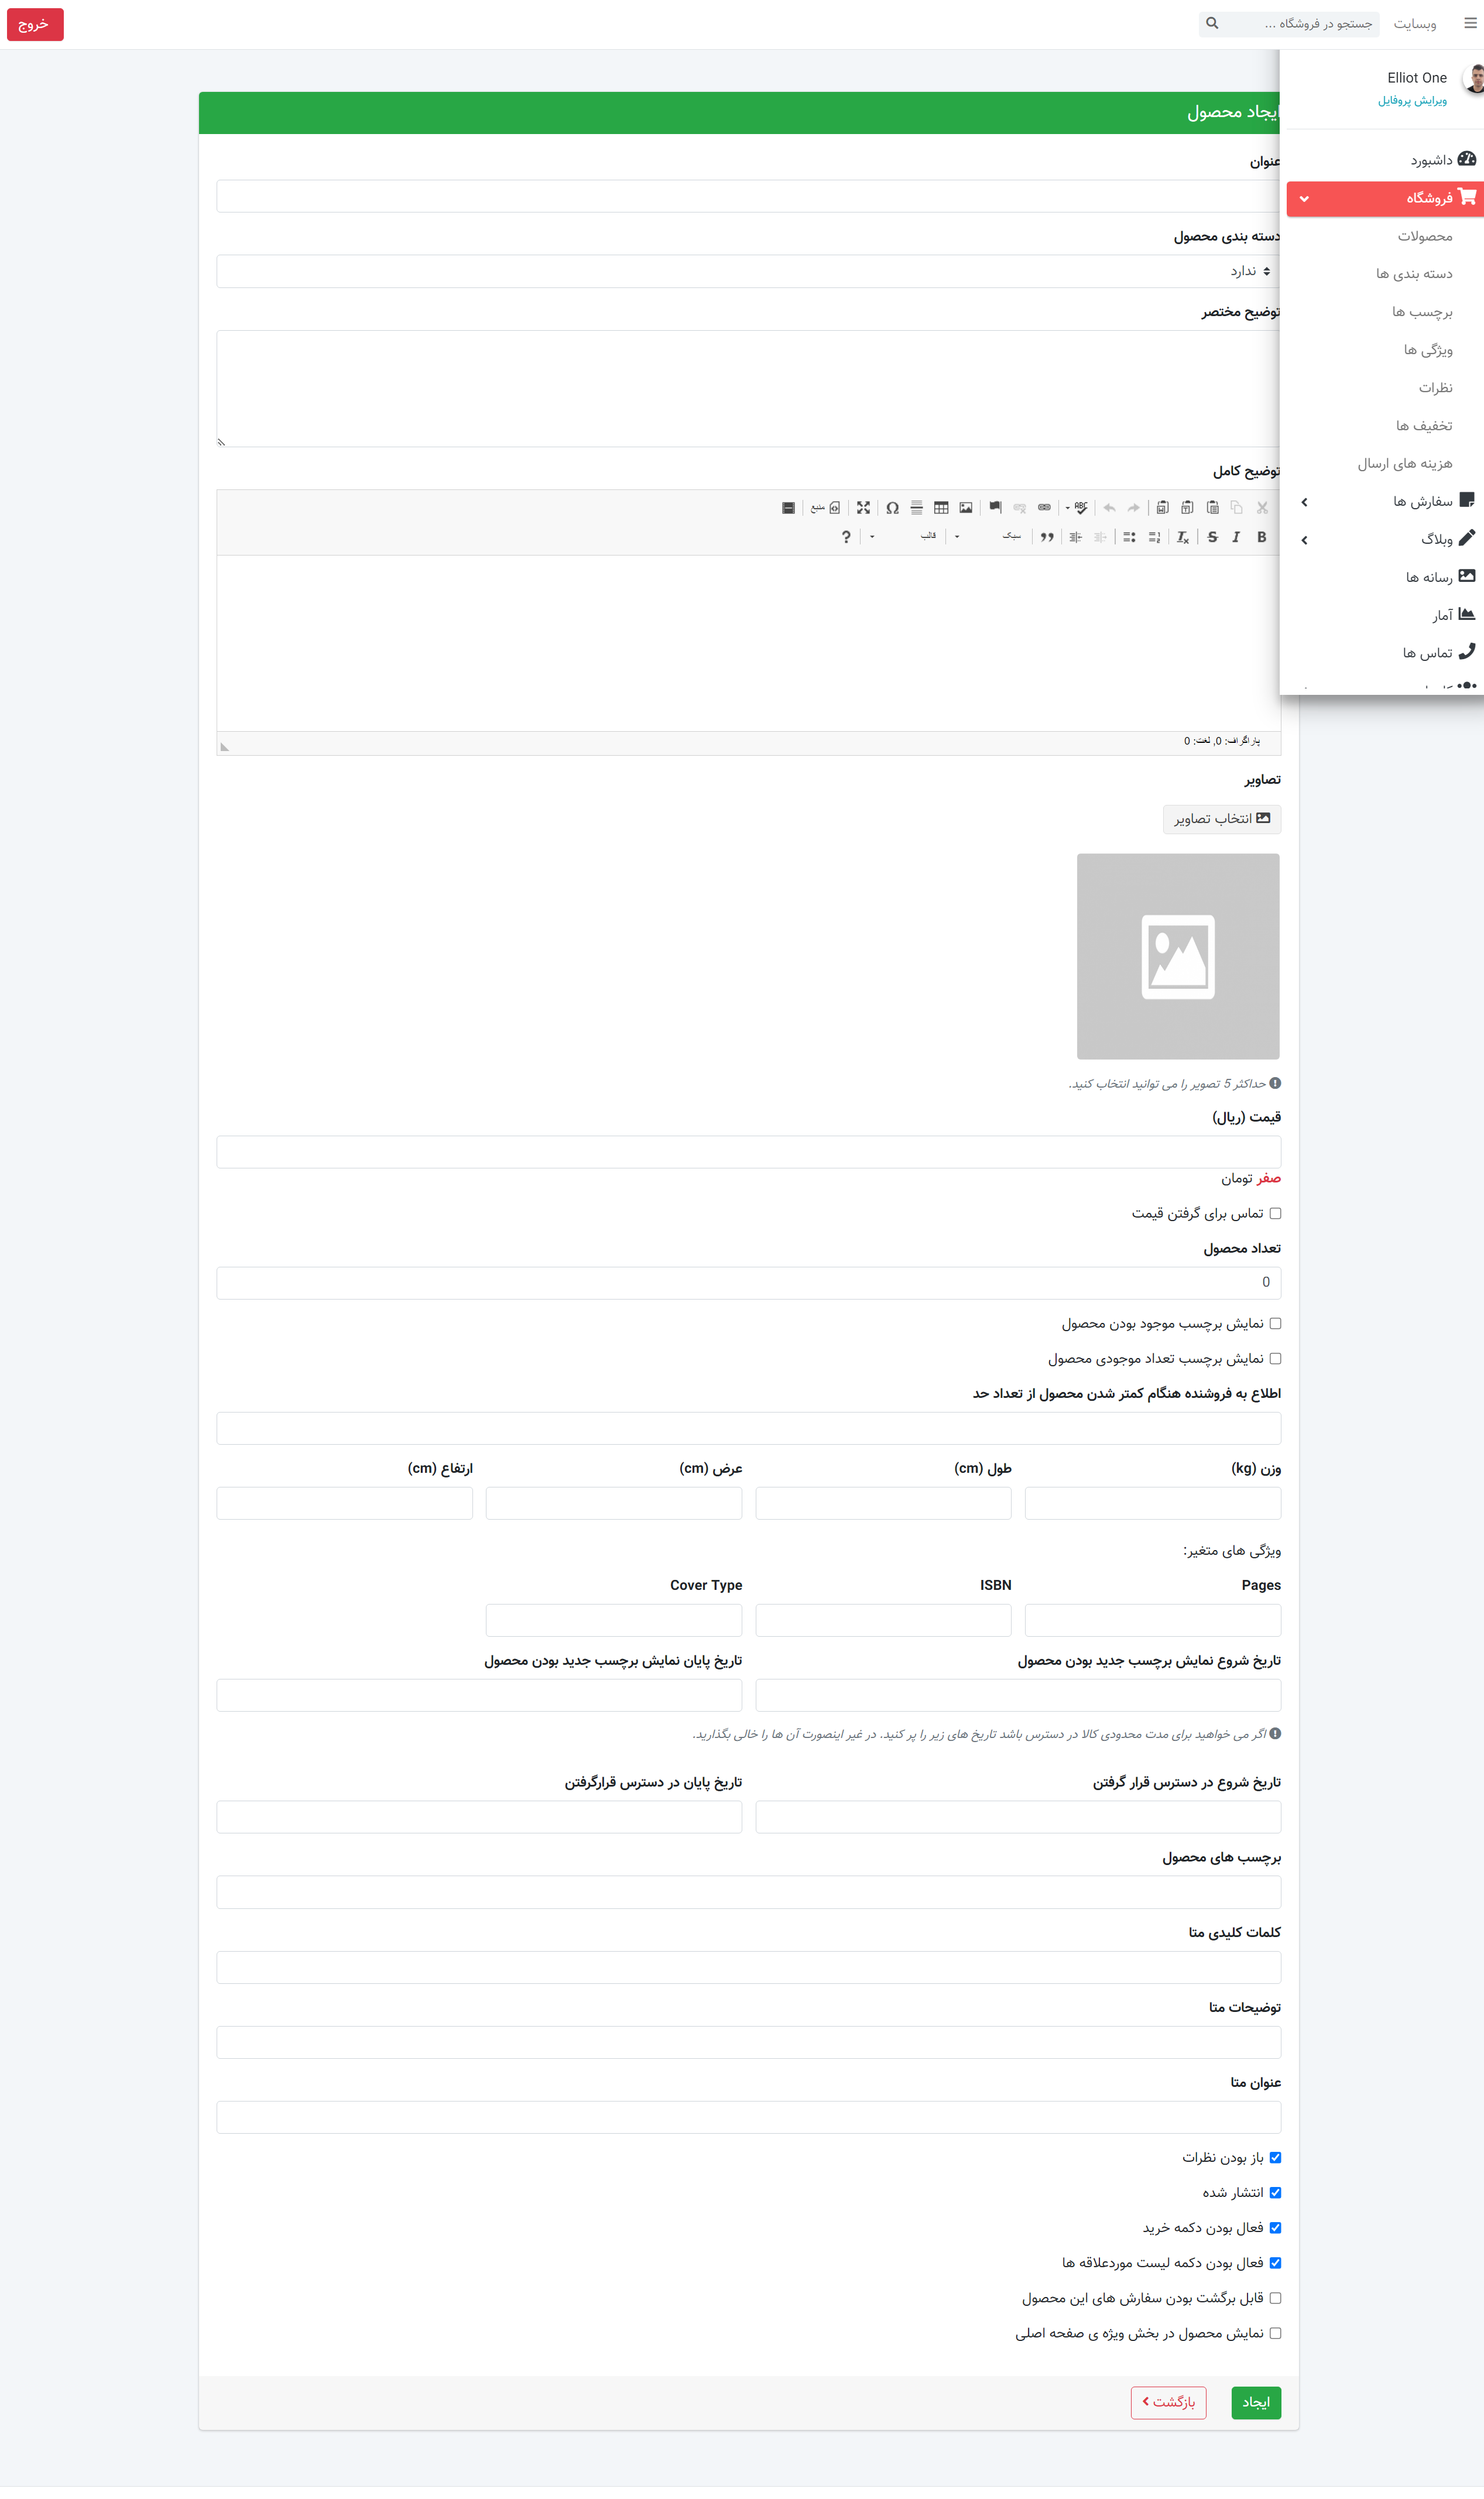 وبسایت
جستجو در فروشگاه ...
خروج
Elliot One
ویرایش پروفایل
داشبورد
فروشگاه
محصولات
دسته بندی ها
برچسب ها
ویژگی ها
نظرات
تخفیف ها
هزینه های ارسال
سفارش ها
وبلاگ
رسانه ها
آمار
تماس ها
ایجاد محصول
عنوان
دسته بندی محصول
ندارد
توضیح مختصر
توضیح کامل
ABC
منبع
B I S Tx
سبک
قالب
?
پاراگراف: 0, لغت: 0
تصاویر
انتخاب تصاویر
حداکثر 5 تصویر را می توانید انتخاب کنید.
قیمت (ریال)
صفر تومان
تماس برای گرفتن قیمت
تعداد محصول
0
نمایش برچسب موجود بودن محصول
نمایش برچسب تعداد موجودی محصول
اطلاع به فروشنده هنگام کمتر شدن محصول از تعداد حد
وزن (kg)
طول (cm)
عرض (cm)
ارتفاع (cm)
ویژگی های متغیر:
Pages
ISBN
Cover Type
تاریخ شروع نمایش برچسب جدید بودن محصول
تاریخ پایان نمایش برچسب جدید بودن محصول
اگر می خواهید برای مدت محدودی کالا در دسترس باشد تاریخ های زیر را پر کنید. در غیر اینصورت آن ها را خالی بگذارید.
تاریخ شروع در دسترس قرار گرفتن
تاریخ پایان در دسترس قرارگرفتن
برچسب های محصول
کلمات کلیدی متا
توضیحات متا
عنوان متا
باز بودن نظرات
انتشار شده
فعال بودن دکمه خرید
فعال بودن دکمه لیست موردعلاقه ها
قابل برگشت بودن سفارش های این محصول
نمایش محصول در بخش ویژه ی صفحه اصلی
ایجاد
بازگشت